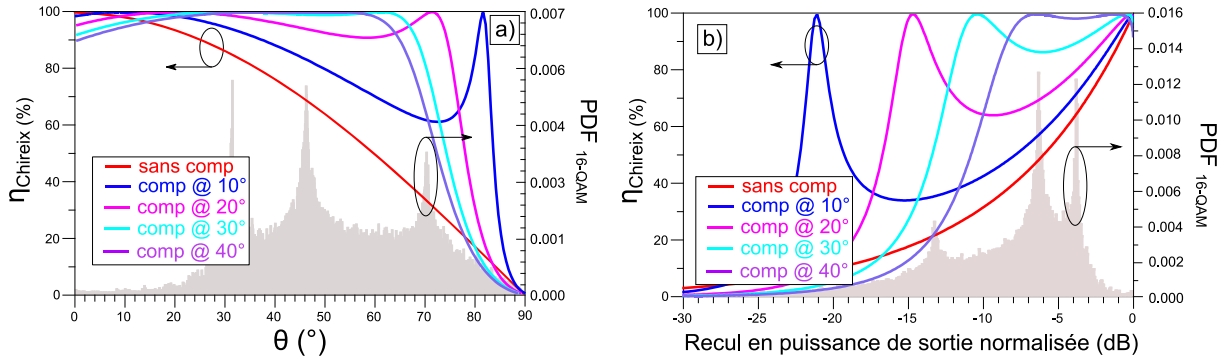 a)
100
80
60
40
20
0
η Chireix (%)
0.007
0.006
0.005
0.004
0.003
0.002
0.001
0.000
PDF 16-QAM
sans comp
comp @ 10°
comp @ 20°
comp @ 30°
comp @ 40°
0 10 20 30 40 50 60 70 80 90
θ (°)
b)
100
80
60
40
20
0
η Chireix (%)
0.016
0.014
0.012
0.010
0.008
0.006
0.004
0.002
0.000
PDF 16-QAM
sans comp
comp @ 10°
comp @ 20°
comp @ 30°
comp @ 40°
-30 -25 -20 -15 -10 -5 0
Recul en puissance de sortie normalisée (dB)